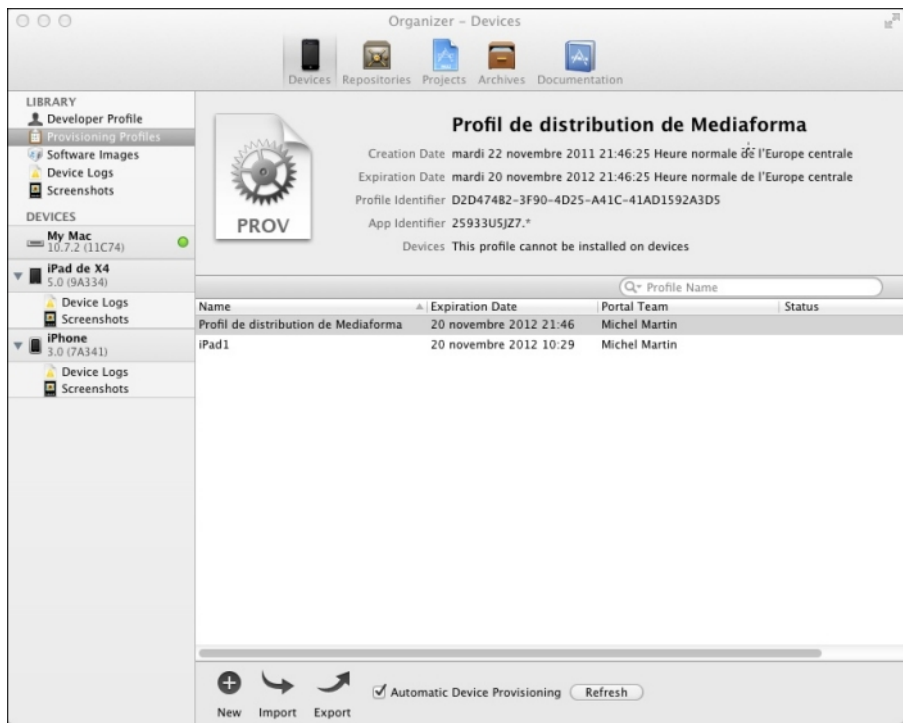 Organizer – Devices
Devices Repositories Projects Archives Documentation
LIBRARY
Developer Profile
Provisioning Profiles
Software Images
Device Logs
Screenshots
DEVICES
My Mac
10.7.2 (11C74)
iPad de X4
5.0 (9A334)
Device Logs
Screenshots
iPhone
3.0 (7A341)
Device Logs
Screenshots
PROV
Profil de distribution de Mediaforma
Creation Date mardi 22 novembre 2011 21:46:25 Heure normale de l'Europe centrale
Expiration Date mardi 20 novembre 2012 21:46:25 Heure normale de l'Europe centrale
Profile Identifier D2D474B2-3F90-4D25-A41C-41AD1592A3D5
App Identifier 25933U5JZ7.*
Devices This profile cannot be installed on devices
Profile Name
Name Expiration Date Portal Team Status
Profil de distribution de Mediaforma 20 novembre 2012 21:46 Michel Martin
iPad1 20 novembre 2012 10:29 Michel Martin
New Import Export Automatic Device Provisioning Refresh